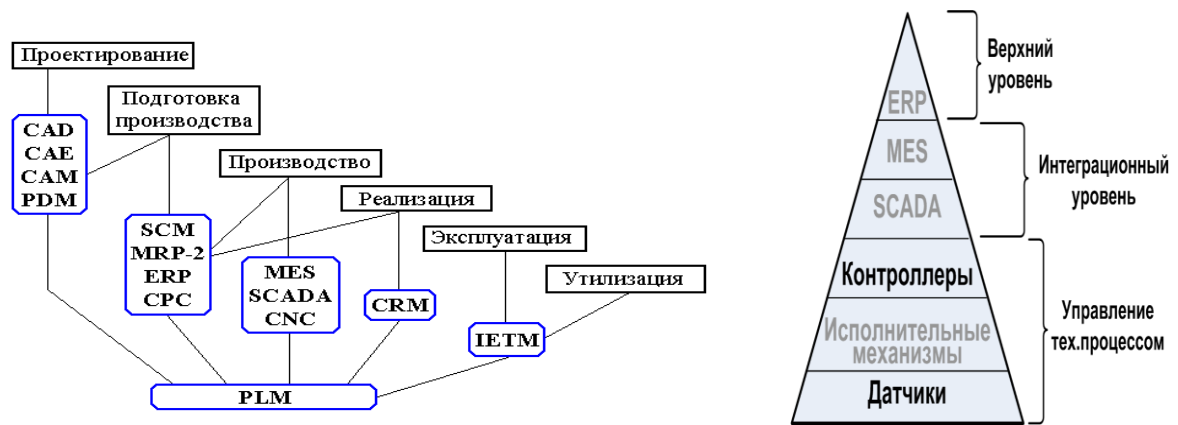 Проектирование
Подготовка
производства
CAD
CAE
CAM
PDM
Производство
Реализация
SCM
MRP-2
ERP
CPC
Эксплуатация
MES
SCADA
CNC
Утилизация
CRM
IETM
PLM
Верхний
уровень
ERP
MES
Интеграционный
уровень
SCADA
Контроллеры
Исполнительные
механизмы
Управление
тех.процессом
Датчики